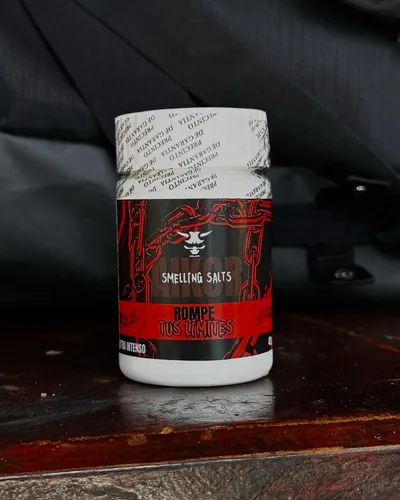 PRECINTO
DE GARANTIA
SMELLING SALTS
ROMPE
TUS LIMITES
INTENSO